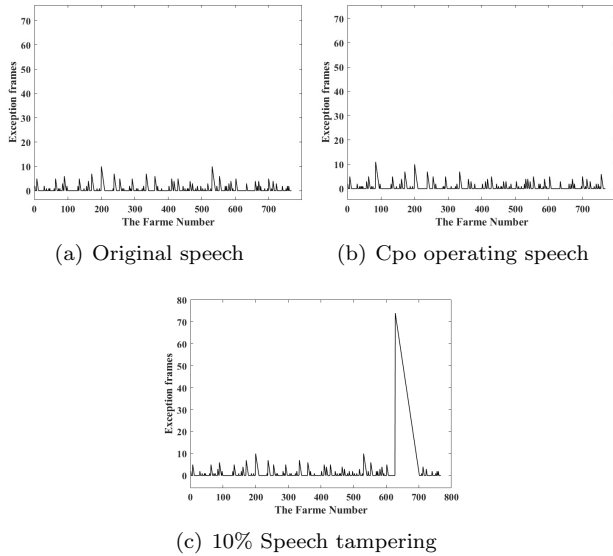 70
60
50
40
30
20
10
0
Exception frames
0 100 200 300 400 500 600 700
The Farme Number
(a) Original speech
70
60
50
40
30
20
10
0
Exception frames
0 100 200 300 400 500 600 700
The Farme Number
(b) Cpo operating speech
80
70
60
50
40
30
20
10
0
Exception frames
0 100 200 300 400 500 600 700 800
The Farme Number
(c) 10% Speech tampering